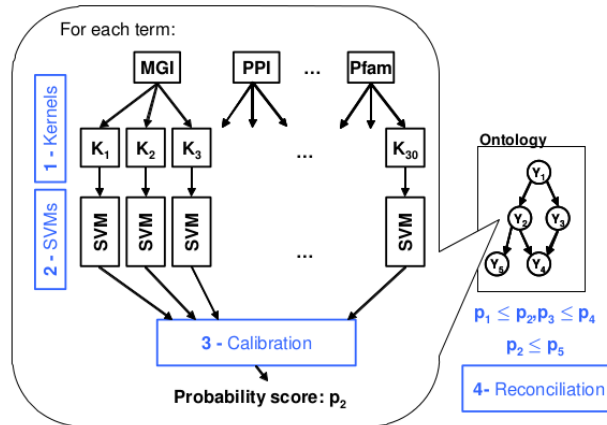 For each term:
MGI PPI ... Pfam
1 - Kernels
K1 K2 K3 ... K30
2 - SVMs
SVM SVM SVM ... SVM
3 - Calibration
Probability score: p2
Ontology
Y1
Y2 Y3
Y5 Y4
p1 ≤ p2,p3 ≤ p4
p2 ≤ p5
4- Reconciliation